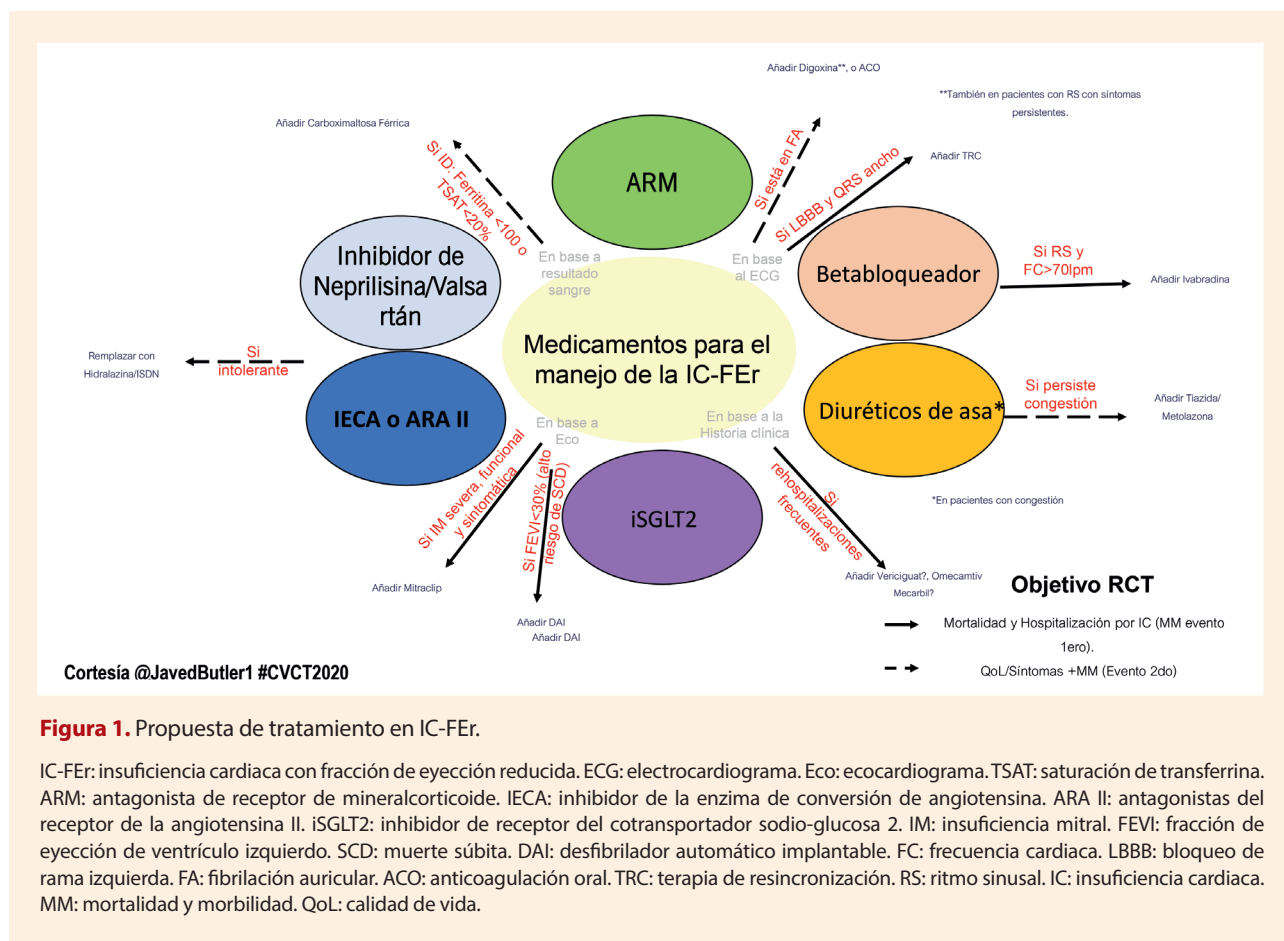 Añadir Digoxina**, o ACO
**También en pacientes con RS con síntomas
persistentes.
Añadir Carboximaltosa Férrica
Si ID: Ferritina <100 o
TSAT<20%
ARM
Si está en FA
Si LBBB y QRS ancho
Añadir TRC
Inhibidor de
Neprilisina/Valsa
rtán
En base a
resultado
sangre
En base
al ECG
Betabloqueador
Si RS y
FC>70lpm
Añadir Ivabradina
Medicamentos para el
manejo de la IC-FEr
Remplazar con
Hidralazina/ISDN
Si
intolerante
IECA o ARA II
En base a
Eco
En base a la
Historia clínica
Diuréticos de asa*
Si persiste
congestión
Añadir Tiazida/
Metolazona
Si IM severa, funcional
y sintomática
Si FEVI<30% (alto
riesgo de SCD)
iSGLT2
Si
rehospitalizaciones
frecuentes
*En pacientes con congestión
Añadir Mitraclip
Añadir DAI
Añadir DAI
Añadir Vericiguat?, Omecamtiv
Mecarbil?
Objetivo RCT
Mortalidad y Hospitalización por IC (MM evento
1ero).
QoL/Síntomas +MM (Evento 2do)
Cortesía @JavedButler1 #CVCT2020
Figura 1. Propuesta de tratamiento en IC-FEr.
IC-FEr: insuficiencia cardiaca con fracción de eyección reducida. ECG: electrocardiograma. Eco: ecocardiograma. TSAT: saturación de transferrina.
ARM: antagonista de receptor de mineralcorticoide. IECA: inhibidor de la enzima de conversión de angiotensina. ARA II: antagonistas del
receptor de la angiotensina II. iSGLT2: inhibidor de receptor del cotransportador sodio-glucosa 2. IM: insuficiencia mitral. FEVI: fracción de
eyección de ventrículo izquierdo. SCD: muerte súbita. DAI: desfibrilador automático implantable. FC: frecuencia cardiaca. LBBB: bloqueo de
rama izquierda. FA: fibrilación auricular. ACO: anticoagulación oral. TRC: terapia de resincronización. RS: ritmo sinusal. IC: insuficiencia cardiaca.
MM: mortalidad y morbilidad. QoL: calidad de vida.